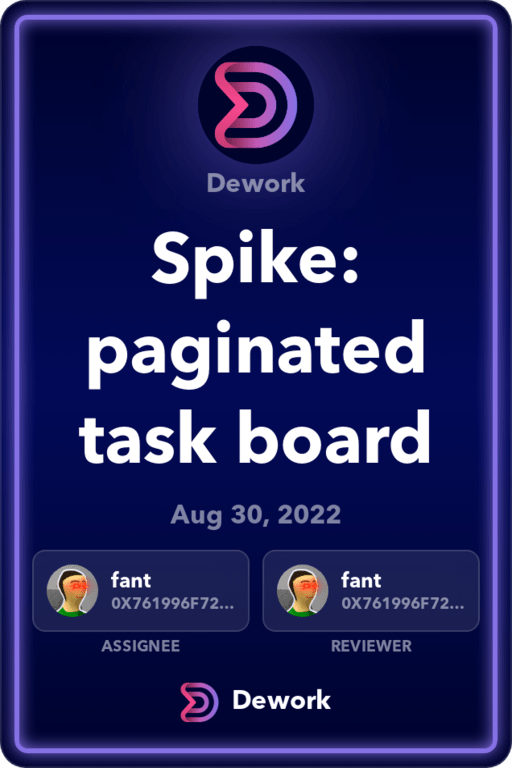 Dework
Spike:
paginated
task board
Aug 30, 2022
fant
0X761996F72...
ASSIGNEE
fant
0X761996F72...
REVIEWER
Dework